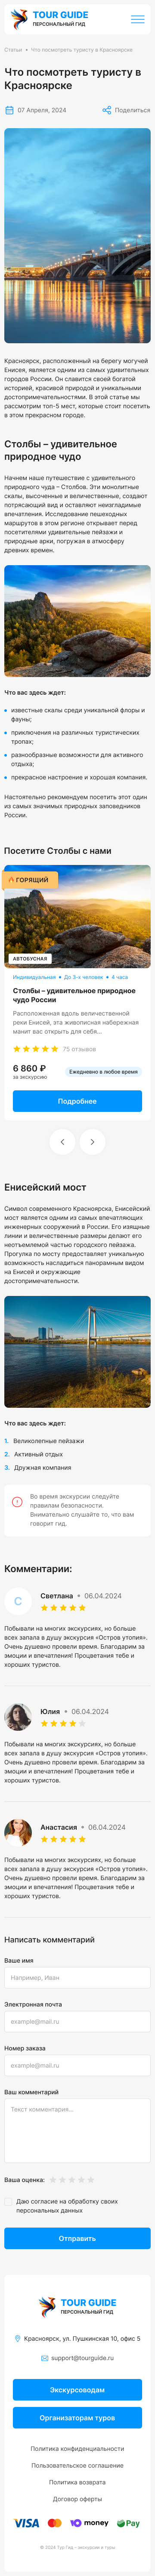 TOUR GUIDE
ПЕРСОНАЛЬНЫЙ ГИД
Статьи • Что посмотреть туристу в Красноярске
Что посмотреть туристу в
Красноярске
07 Апреля, 2024
Поделиться
Красноярск, расположенный на берегу могучей
Енисея, является одним из самых удивительных
городов России. Он славится своей богатой
историей, красивой природой и уникальными
достопримечательностями. В этой статье мы
рассмотрим топ-5 мест, которые стоит посетить
в этом прекрасном городе.
Столбы – удивительное
природное чудо
Начнем наше путешествие с удивительного
природного чуда – Столбов. Эти монолитные
скалы, высоченные и величественные, создают
потрясающий вид и оставляют неизгладимые
впечатления. Исследование пешеходных
маршрутов в этом регионе открывает перед
посетителями удивительные пейзажи и
природные арки, погружая в атмосферу
древних времен.
Что вас здесь ждет:
• известные скалы среди уникальной флоры и
фауны;
• приключения на различных туристических
тропах;
• разнообразные возможности для активного
отдыха;
• прекрасное настроение и хорошая компания.
Настоятельно рекомендуем посетить этот один
из самых значимых природных заповедников
России.
Посетите Столбы с нами
ГОРЯЩИЙ
АВТОБУСНАЯ
Индивидуальная • До 3-х человек • 4 часа
Столбы – удивительное природное
чудо России
Расположенная вдоль величественной
реки Енисей, эта живописная набережная
манит вас открыть для себя...
75 отзывов
6 860 ₽
за экскурсию
Ежедневно в любое время
Подробнее
Енисейский мост
Символ современного Красноярска, Енисейский
мост является одним из самых впечатляющих
инженерных сооружений в России. Его изящные
линии и величественные размеры делают его
неотъемлемой частью городского пейзажа.
Прогулка по мосту предоставляет уникальную
возможность насладиться панорамным видом
на Енисей и окружающие
достопримечательности.
Что вас здесь ждет:
1. Великолепные пейзажи
2. Активный отдых
3. Дружная компания
Во время экскурсии следуйте
правилам безопасности.
Внимательно слушайте то, что вам
говорит гид.
Комментарии:
С
Светлана • 06.04.2024
Побывали на многих экскурсиях, но больше
всех запала в душу экскурсия «Остров утопия».
Очень душевно провели время. Благодарим за
эмоции и впечатления! Процветания тебе и
хороших туристов.
Юлия • 06.04.2024
Побывали на многих экскурсиях, но больше
всех запала в душу экскурсия «Остров утопия».
Очень душевно провели время. Благодарим за
эмоции и впечатления! Процветания тебе и
хороших туристов.
Анастасия • 06.04.2024
Побывали на многих экскурсиях, но больше
всех запала в душу экскурсия «Остров утопия».
Очень душевно провели время. Благодарим за
эмоции и впечатления! Процветания тебе и
хороших туристов.
Написать комментарий
Ваше имя
Например, Иван
Электронная почта
example@mail.ru
Номер заказа
example@mail.ru
Ваш комментарий
Текст комментария...
Ваша оценка:
Даю согласие на обработку своих
персональных данных
Отправить
TOUR GUIDE
ПЕРСОНАЛЬНЫЙ ГИД
Красноярск, ул. Пушкинская 10, офис 5
support@tourguide.ru
Экскурсоводам
Организаторам туров
Политика конфиденциальности
Пользовательское соглашение
Политика возврата
Договор оферты
VISA
money
Pay
© 2024 Тур Гид – экскурсии и туры